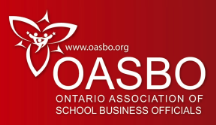 www.oasbo.org
OASBO
ONTARIO ASSOCIATION OF
SCHOOL BUSINESS OFFICIALS